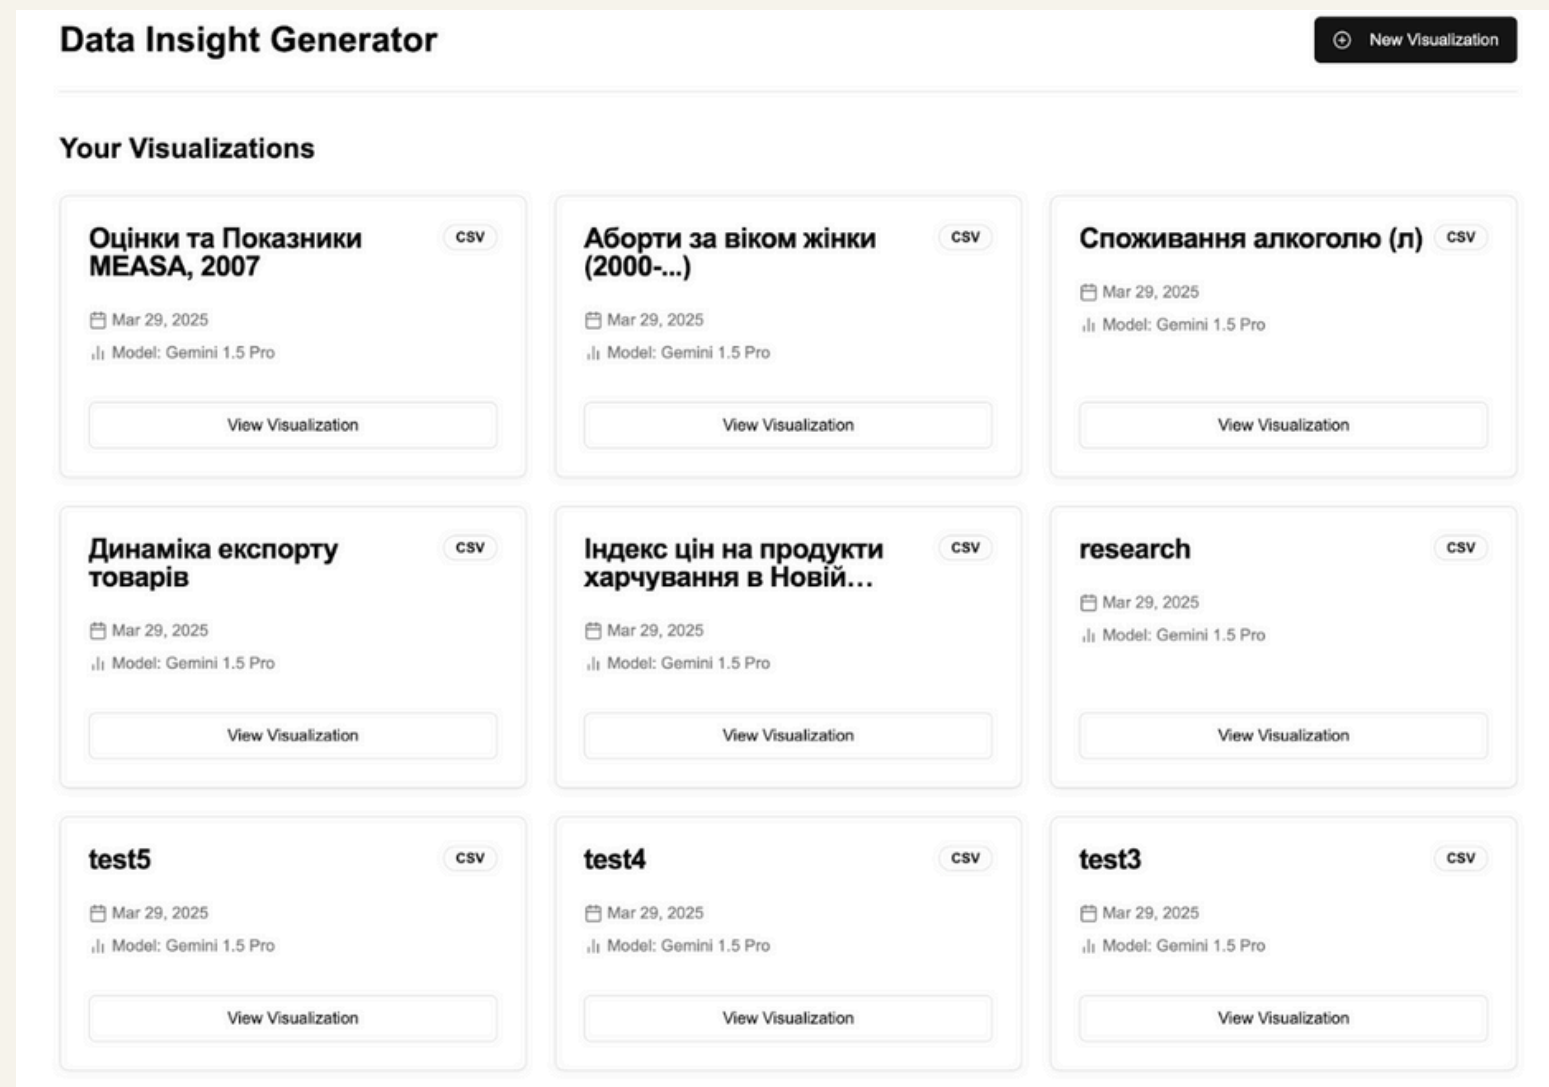 Data Insight Generator
New Visualization
Your Visualizations
Оцінки та Показники
MEASA, 2007
CSV
Mar 29, 2025
Model: Gemini 1.5 Pro
View Visualization
Аборти за віком жінки
(2000-...)
CSV
Mar 29, 2025
Model: Gemini 1.5 Pro
View Visualization
Споживання алкоголю (л)
CSV
Mar 29, 2025
Model: Gemini 1.5 Pro
View Visualization
Динаміка експорту
товарів
CSV
Mar 29, 2025
Model: Gemini 1.5 Pro
View Visualization
Індекс цін на продукти
харчування в Новій...
CSV
Mar 29, 2025
Model: Gemini 1.5 Pro
View Visualization
research
CSV
Mar 29, 2025
Model: Gemini 1.5 Pro
View Visualization
test5
CSV
Mar 29, 2025
Model: Gemini 1.5 Pro
View Visualization
test4
CSV
Mar 29, 2025
Model: Gemini 1.5 Pro
View Visualization
test3
CSV
Mar 29, 2025
Model: Gemini 1.5 Pro
View Visualization